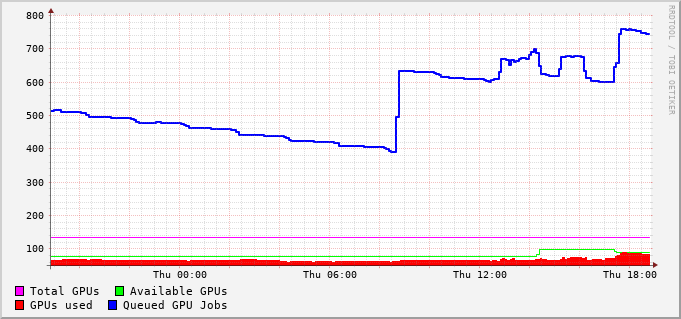 RRDTOOL / TOBI OETIKER
800
700
600
500
400
300
200
100
Thu 00:00 Thu 06:00 Thu 12:00 Thu 18:00
Total GPUs Available GPUs
GPUs used Queued GPU Jobs